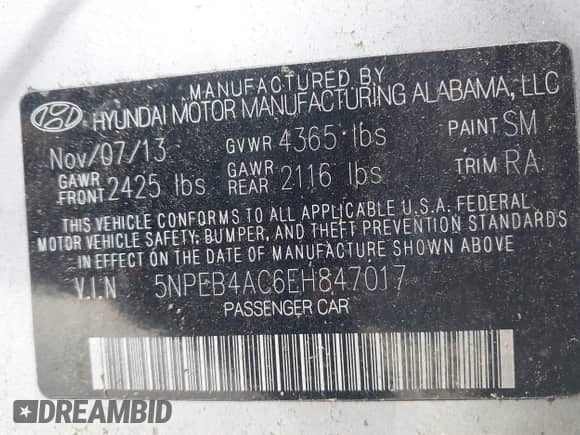 MANUFACTURED BY
HYUNDAI MOTOR MANUFACTURING ALABAMA, LLC
Nov/07/13 GVWR 4365 lbs PAINT SM
GAWR FRONT 2425 lbs GAWR REAR 2116 lbs TRIM RA
THIS VEHICLE CONFORMS TO ALL APPLICABLE U.S.A. FEDERAL
MOTOR VEHICLE SAFETY, BUMPER, AND THEFT PREVENTION STANDARDS
IN EFFECT ON THE DATE OF MANUFACTURE SHOWN ABOVE
V.I.N 5NPEB4AC6EH847017
PASSENGER CAR
DREAMBID